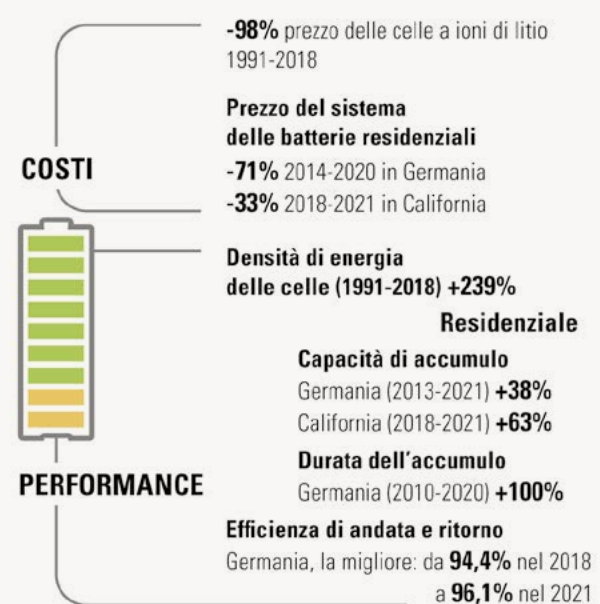 -98% prezzo delle celle a ioni di litio
1991-2018
Prezzo del sistema
delle batterie residenziali
-71% 2014-2020 in Germania
-33% 2018-2021 in California
COSTI
Densità di energia
delle celle (1991-2018) +239%
Residenziale
Capacità di accumulo
Germania (2013-2021) +38%
California (2018-2021) +63%
Durata dell'accumulo
Germania (2010-2020) +100%
PERFORMANCE
Efficienza di andata e ritorno
Germania, la migliore: da 94,4% nel 2018
a 96,1% nel 2021